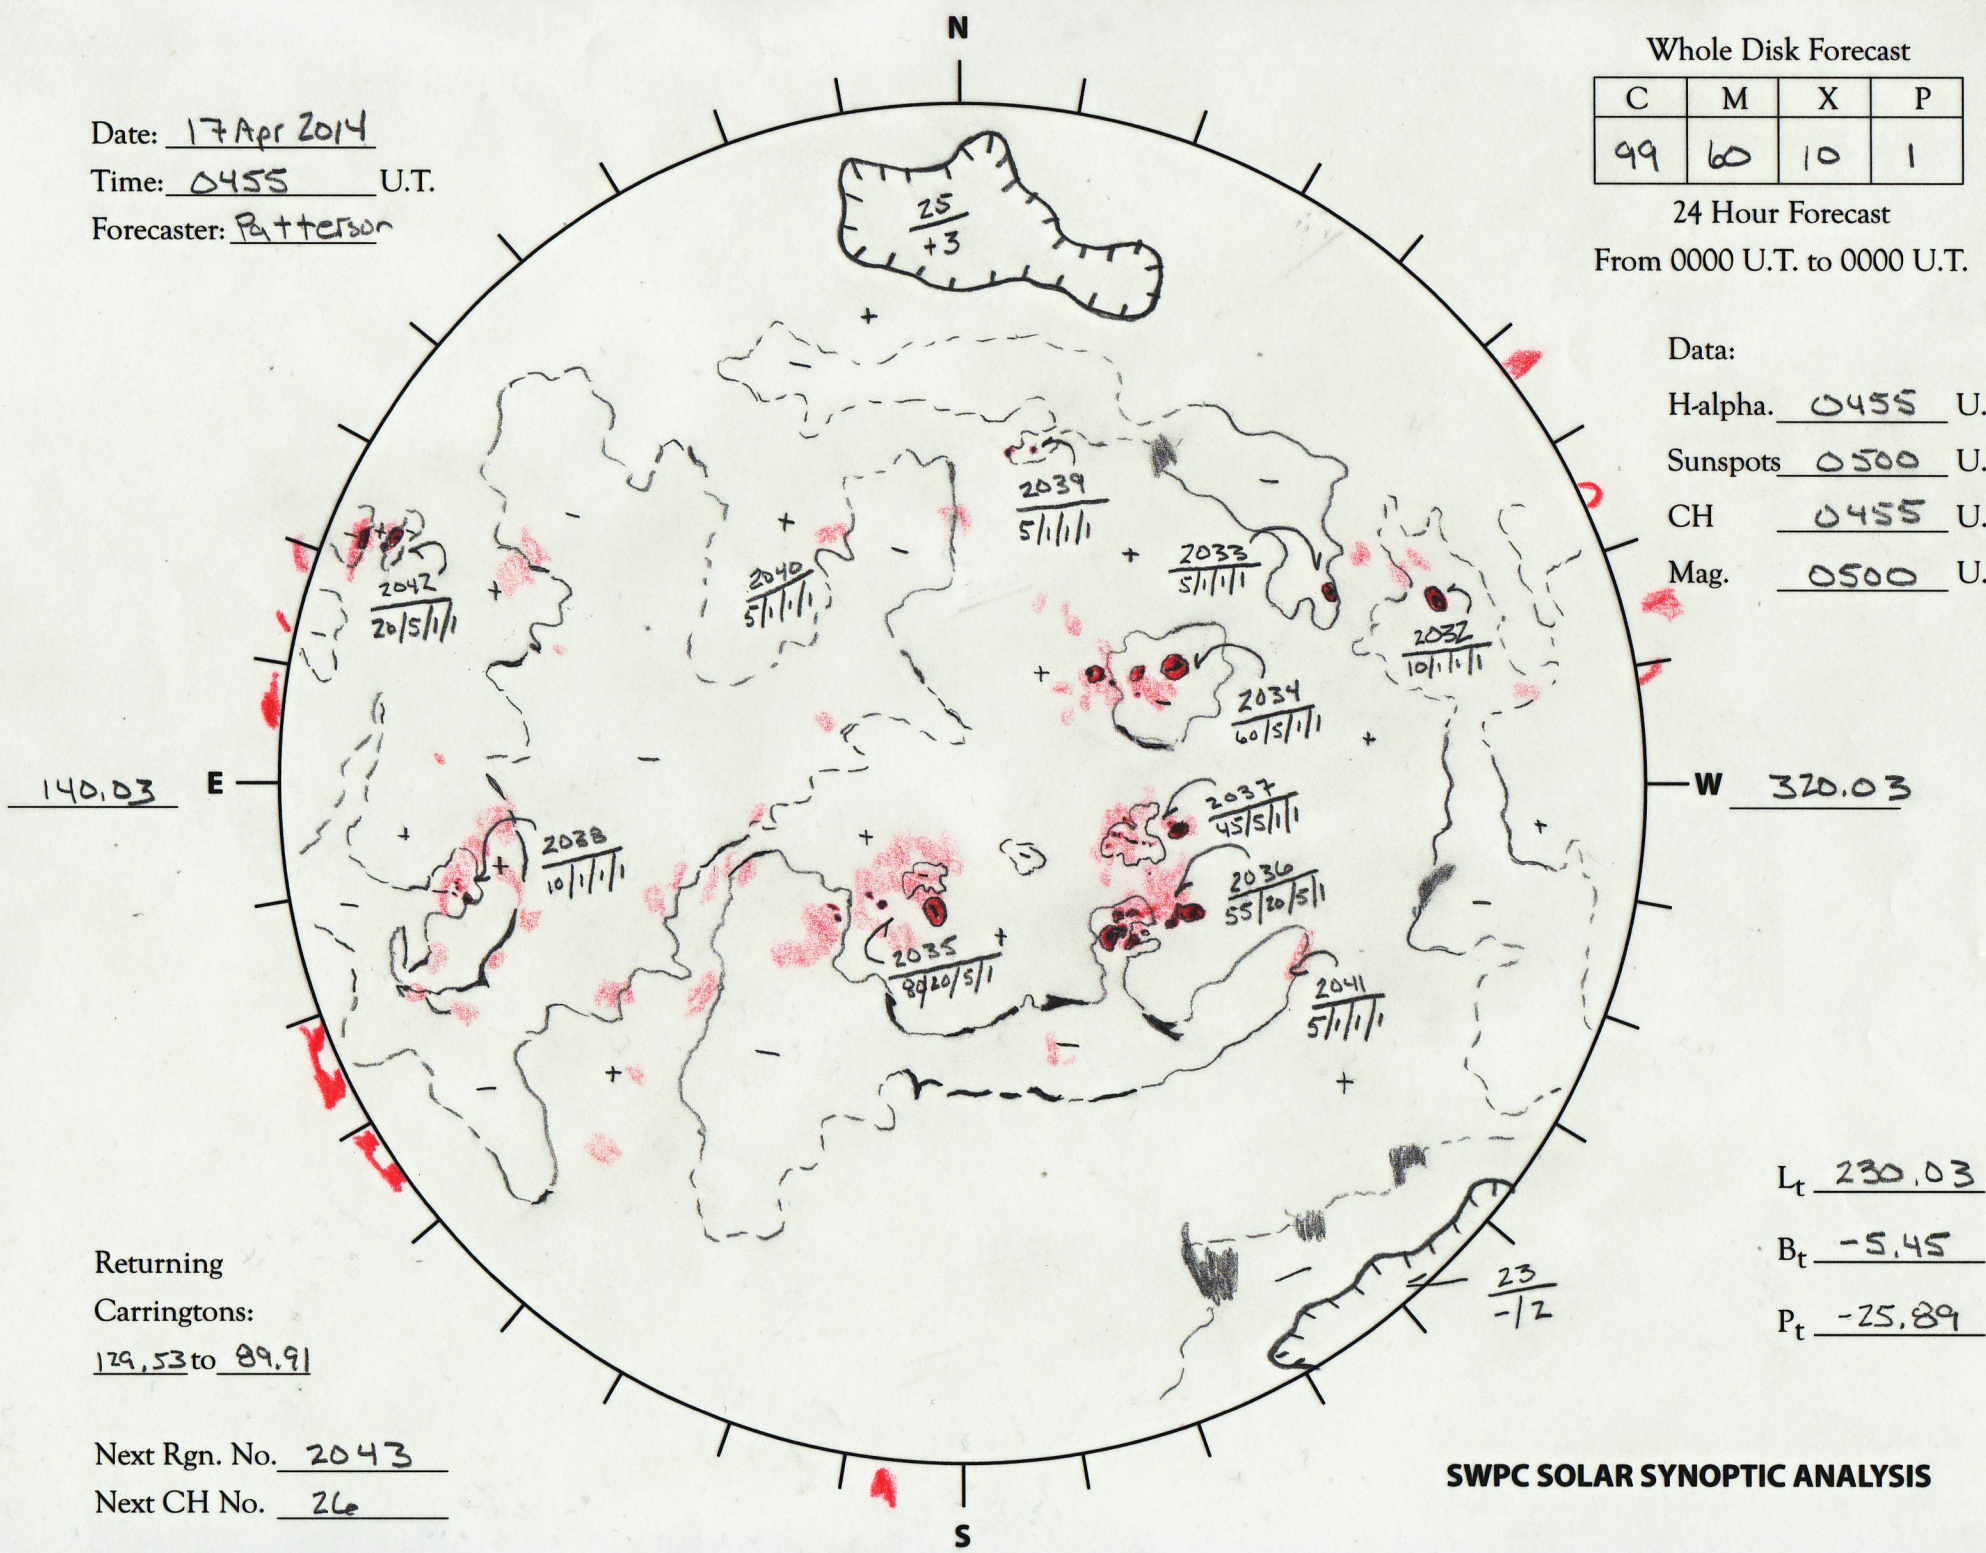 N
Date: 17 Apr 2014
Time: 0455 U.T.
Forecaster: Patterson
Whole Disk Forecast
C M X P
99 60 10 1
24 Hour Forecast
From 0000 U.T. to 0000 U.T.
Data:
H-alpha. 0455 U.
Sunspots 0500 U.
CH 0455 U.
Mag. 0500 U.
25
+3
2039
5/1/1/1
2033
5/1/1/1
2042
20/5/1/1
2040
5/1/1/1
2032
10/1/1/1
2034
60/5/1/1
140.03 E
W 320.03
2037
45/5/1/1
2038
10/1/1/1
2036
55/20/5/1
2035
80/20/5/1
2041
5/1/1/1
Lt 230.03
Bt -5.45
Pt -25.89
23
-12
Returning
Carringtons:
129.53 to 89.91
Next Rgn. No. 2043
Next CH No. 26
SWPC SOLAR SYNOPTIC ANALYSIS
S